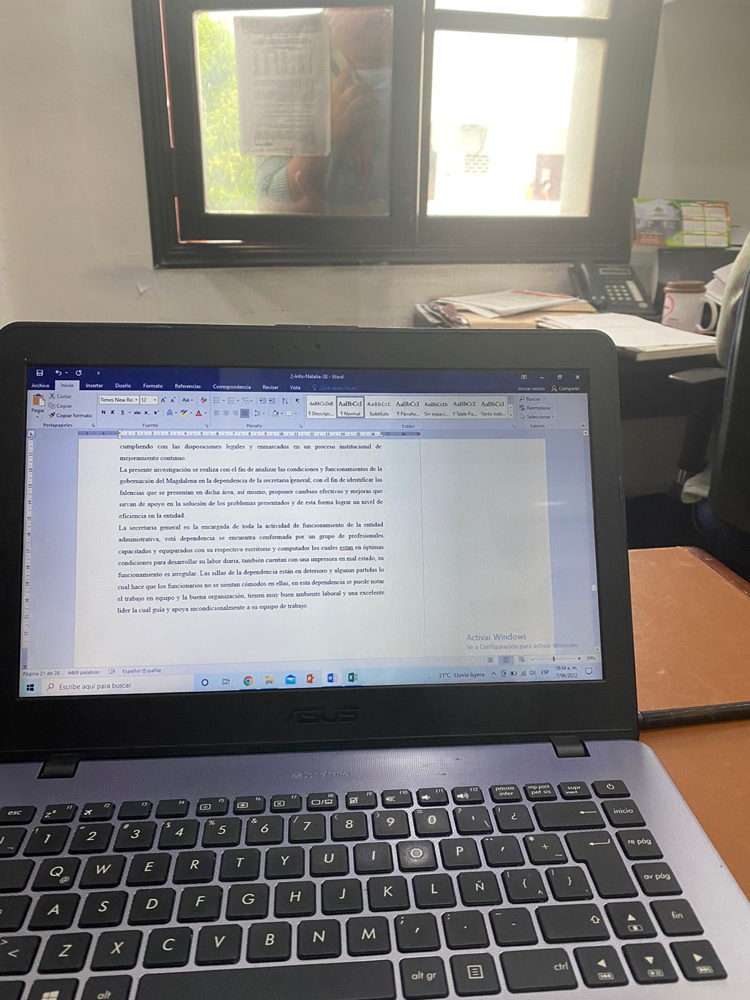 2-Info-Natalia-38 - Word
Archivo Inicio Insertar Diseño Formato Referencias Correspondencia Revisar Vista ¿Qué desea hacer? Iniciar sesión Compartir
Pegar
Cortar
Copiar
Copiar formato
Portapapeles
Times New Ro 12
N K S abc x₂ x²
Fuente
Párrafo
AaBbCcDdE AaBbCcI AaBbCcC AaBbCcI AaBbCcDc AaBbCcD AaBbCcI
¶ Descripc... ¶ Normal Subtítulo ¶ Párrafo... Sin espaci... ¶ Table Pa... Texto inde...
Estilos
Buscar
Reemplazar
Seleccionar
Edición
cumpliendo con las disposiciones legales y enmarcados en un proceso institucional de
mejoramiento continuo.
La presente investigación se realiza con el fin de analizar las condiciones y funcionamientos de la
gobernación del Magdalena en la dependencia de la secretaria general; con el fin de identificar las
falencias que se presentan en dicha área, así mismo, proponer cambios efectivos y mejoras que
sirvan de apoyo en la solución de los problemas presentados y de esta forma lograr un nivel de
eficiencia en la entidad.
La secretaria general es la encargada de toda la actividad de funcionamiento de la entidad
administrativa, está dependencia se encuentra conformada por un grupo de profesionales
capacitados y equiparados con su respectivo escritorio y computador los cuales estan en óptimas
condiciones para desarrollar su labor diaria, también cuentan con una impresora en mal estado, su
funcionamiento es irregular. Las sillas de la dependencia están en deterioro y algunas partidas lo
cual hace que los funcionarios no se sientan cómodos en ellas, en esta dependencia se puede notar
el trabajo en equipo y la buena organización, tienen muy buen ambiente laboral y una excelente
líder la cual guía y apoya incondicionalmente a su equipo de trabajo.
Activar Windows
Ve a Configuración para activar Windows.
Página 21 de 28 4469 palabras Español (España) 89%
Escribe aquí para buscar
31°C Lluvia ligera ESP
10:54 a. m.
7/06/2022
ASUS
esc f1 f2 f3 f4 f5 f6 f7 f8 f9 f10 f11 f12 pausa inter imp pant pet sis supr insert
! 1 " 2 # 3 $ 4 % 5 & 6 / 7 ( 8 ) 9 = 0 ? ' \ ¿ inicio
Q @ W E R T Y U I O P * + ~ re pág
A S D F G H J K L Ñ { ^ } av pág
> < Z X C V B N M ; , : . - fin
alt alt gr ctrl